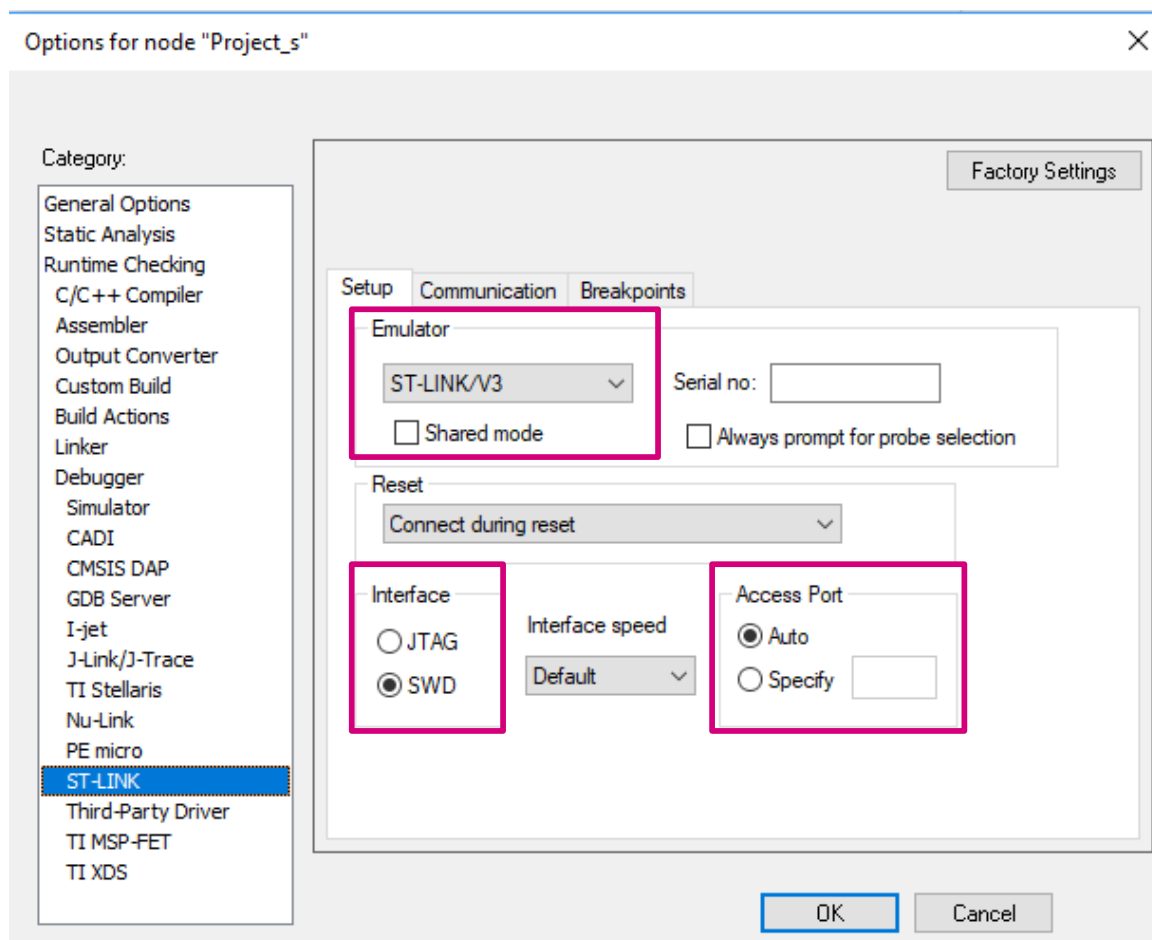 Options for node "Project_s"
Category:
General Options
Static Analysis
Runtime Checking
C/C++ Compiler
Assembler
Output Converter
Custom Build
Build Actions
Linker
Debugger
Simulator
CADI
CMSIS DAP
GDB Server
I-jet
J-Link/J-Trace
TI Stellaris
Nu-Link
PE micro
ST-LINK
Third-Party Driver
TI MSP-FET
TI XDS
Factory Settings
Setup Communication Breakpoints
Emulator
ST-LINK/V3 Serial no:
Shared mode Always prompt for probe selection
Reset
Connect during reset
Interface
JTAG
SWD
Interface speed
Default
Access Port
Auto
Specify
OK Cancel